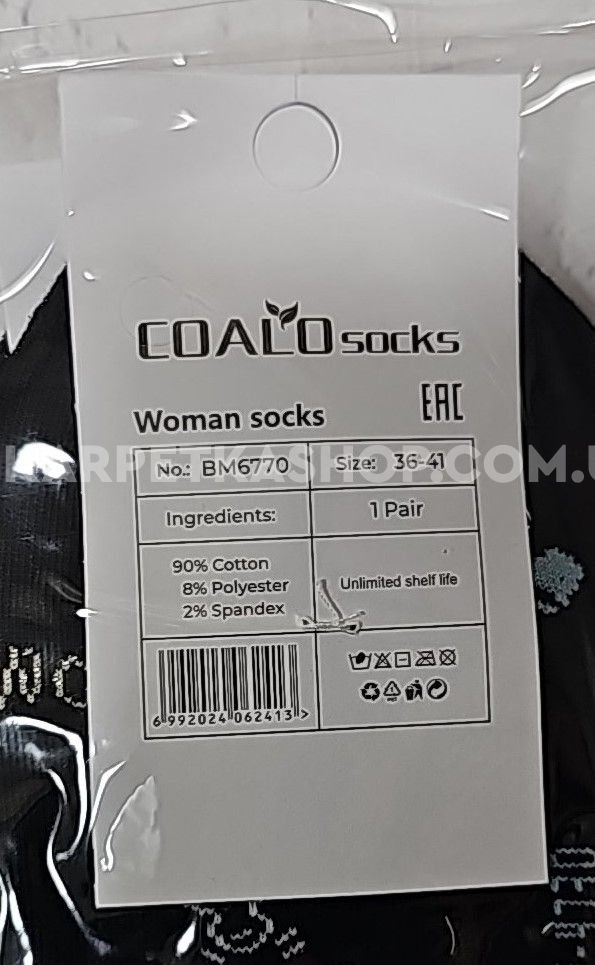 COALO socks
Woman socks
EAC
KARPETKASHOP.COM.U
No.: BM6770
Size: 36-41
Ingredients:
1 Pair
90% Cotton
8% Polyester
2% Spandex
Unlimited shelf life
6 992024 062413 >